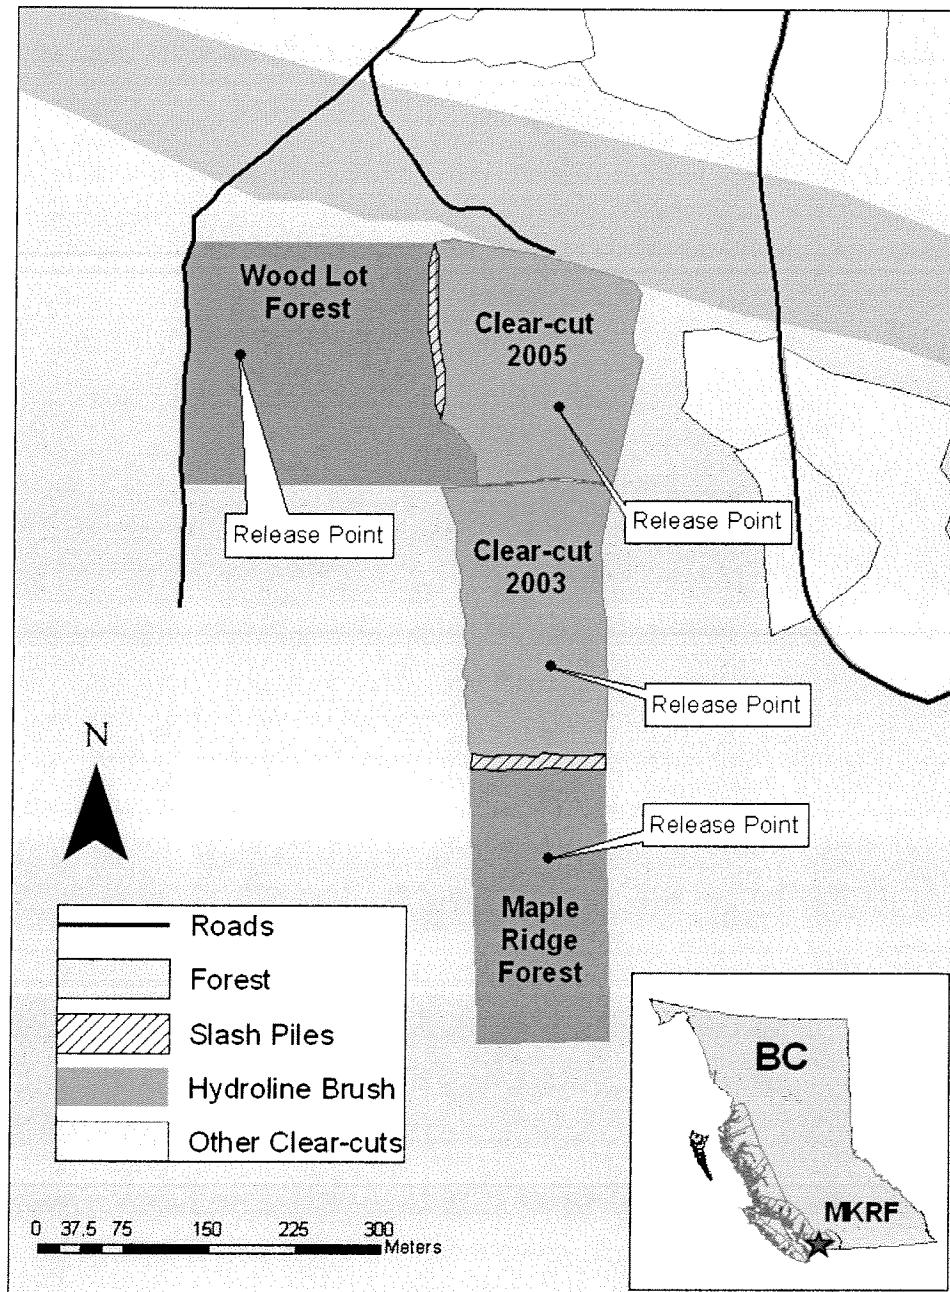 Wood Lot
Forest
Clear-cut
2005
Release Point
Release Point
Clear-cut
2003
Release Point
N
Release Point
Maple
Ridge
Forest
Roads
Forest
Slash Piles
Hydroline Brush
Other Clear-cuts
0 37.5 75 150 225 300
Meters
BC
MKRF